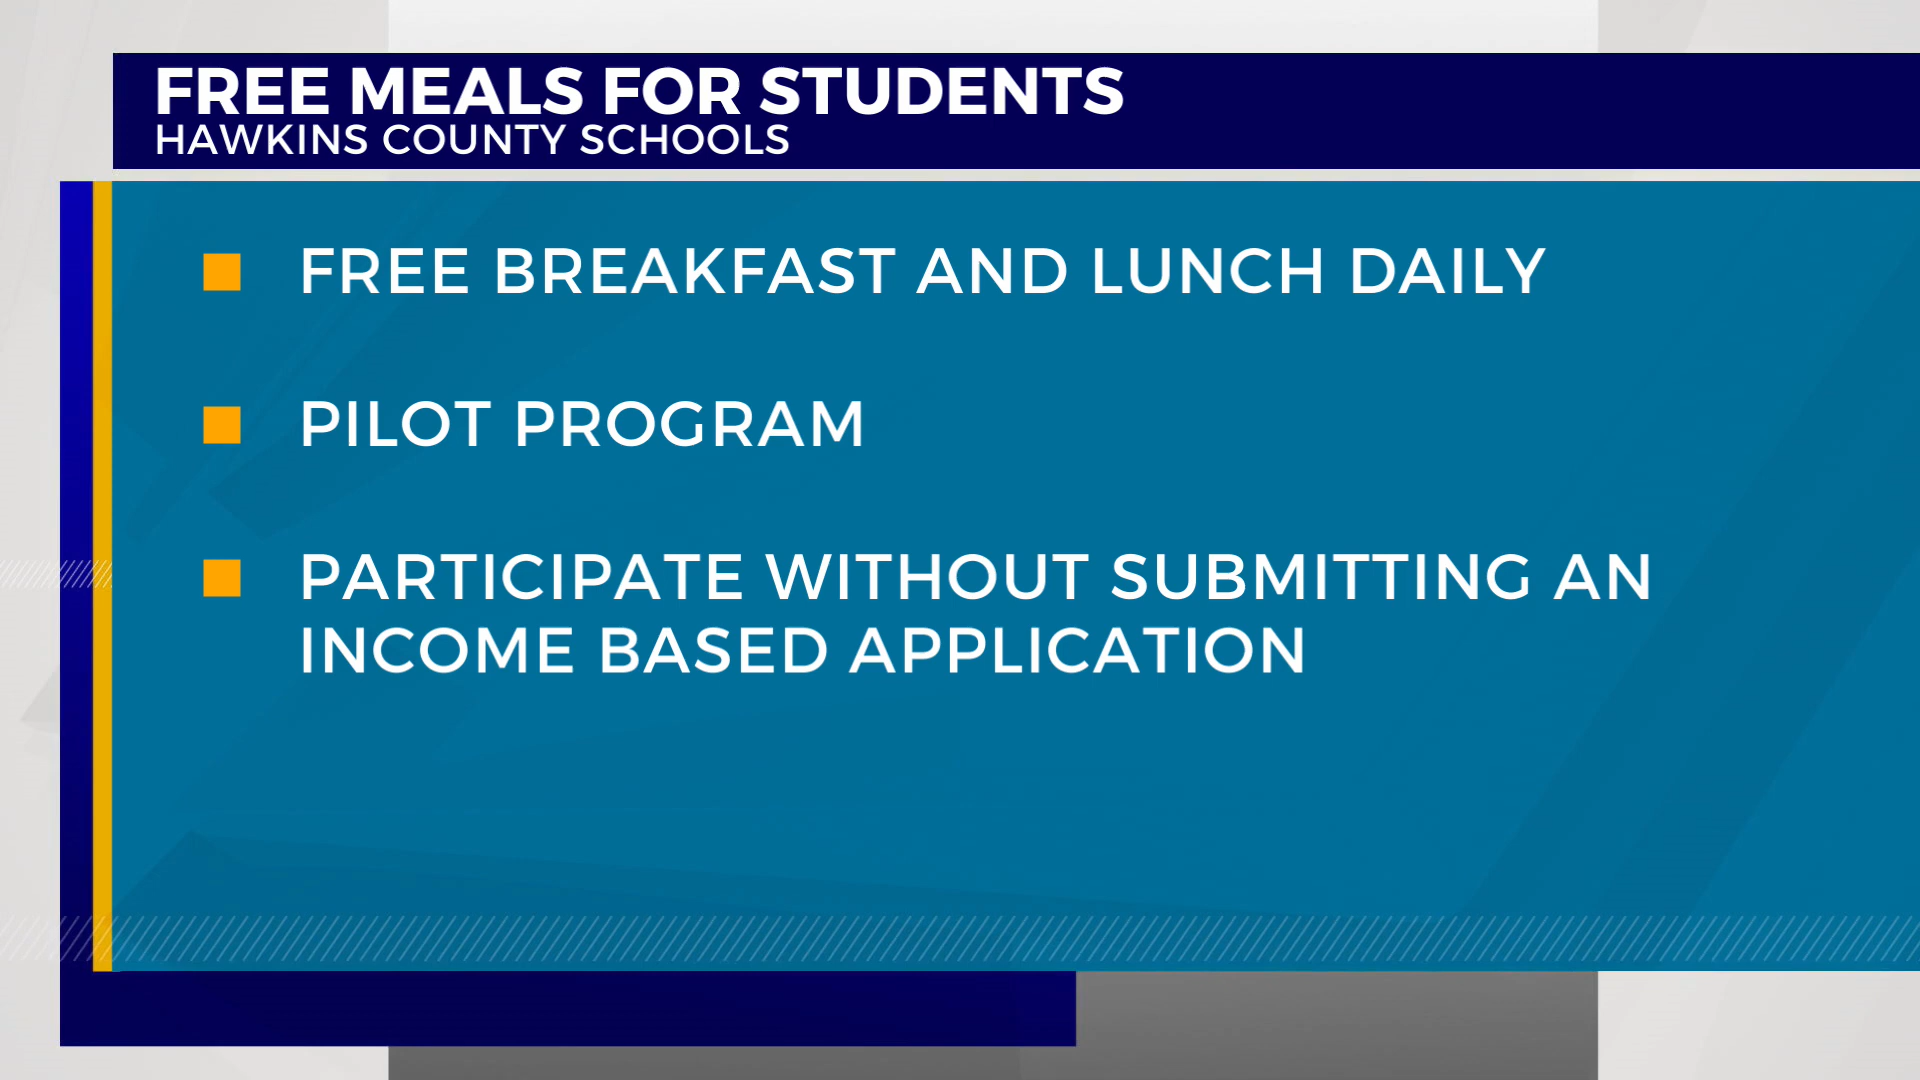 FREE MEALS FOR STUDENTS
HAWKINS COUNTY SCHOOLS
FREE BREAKFAST AND LUNCH DAILY
PILOT PROGRAM
PARTICIPATE WITHOUT SUBMITTING AN
INCOME BASED APPLICATION